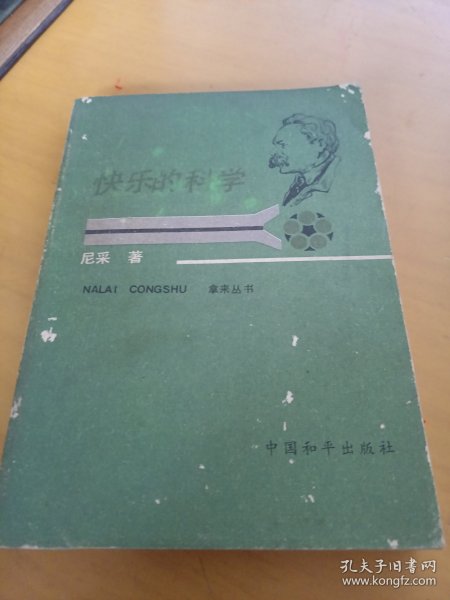 快乐的科学
尼采 著
NALAI CONGSHU 拿来丛书
中国和平出版社
孔夫子旧书网
www.kongfz.com